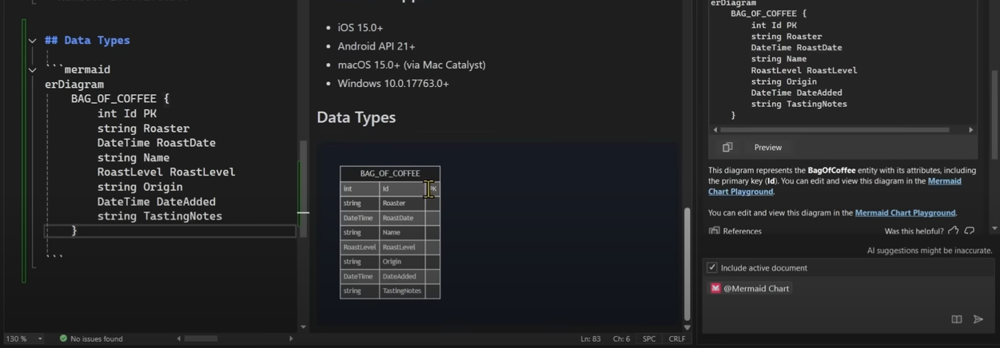 ## Data Types
```mermaid
erDiagram
BAG_OF_COFFEE {
int Id PK
string Roaster
DateTime RoastDate
string Name
RoastLevel RoastLevel
string Origin
DateTime DateAdded
string TastingNotes
}
```
130 %
No issues found
iOS 15.0+
Android API 21+
macOS 15.0+ (via Mac Catalyst)
Windows 10.0.17763.0+
Data Types
BAG_OF_COFFEE
int Id PK
string Roaster
DateTime RoastDate
string Name
RoastLevel RoastLevel
string Origin
DateTime DateAdded
string TastingNotes
Ln: 83 Ch: 6 SPC CRLF
erDiagram
BAG_OF_COFFEE {
int Id PK
string Roaster
DateTime RoastDate
string Name
RoastLevel RoastLevel
string Origin
DateTime DateAdded
string TastingNotes
}
Preview
This diagram represents the BagOfCoffee entity with its attributes, including
the primary key (Id). You can edit and view this diagram in the Mermaid
Chart Playground.
You can edit and view this diagram in the Mermaid Chart Playground.
References Was this helpful?
AI suggestions might be inaccurate.
Include active document
@Mermaid Chart